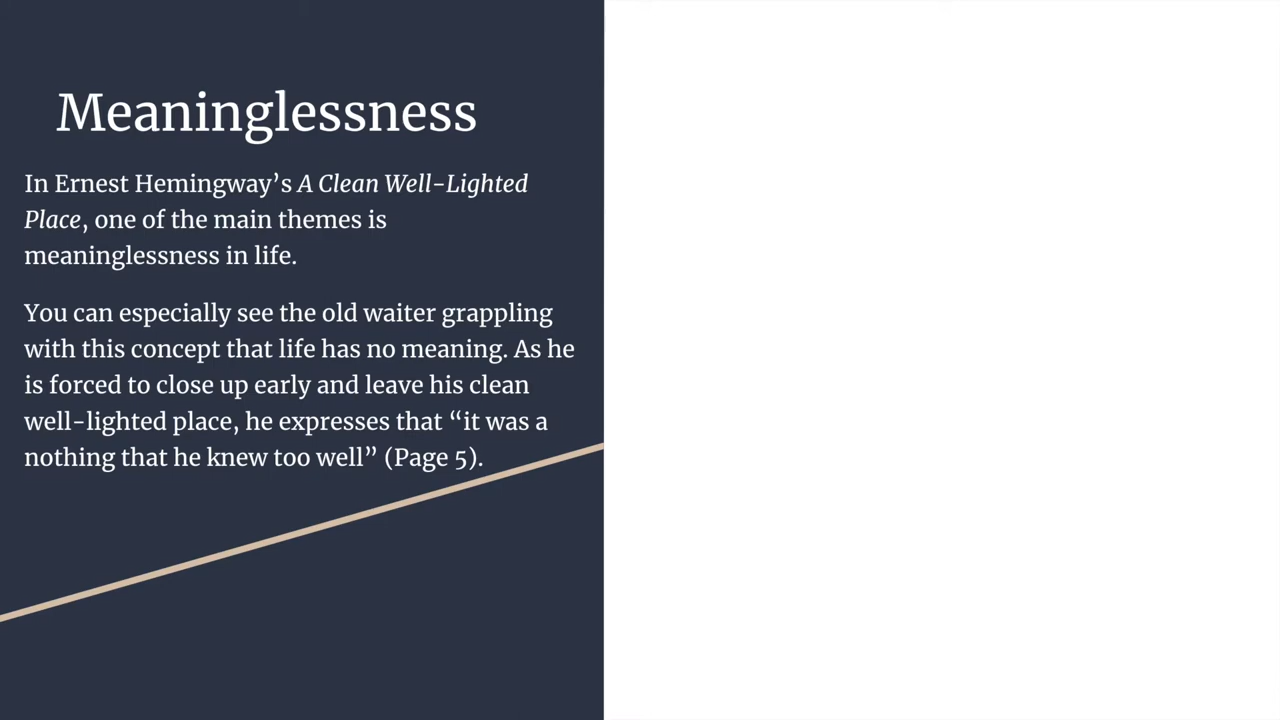 Meaninglessness
In Ernest Hemingway’s A Clean Well-Lighted
Place, one of the main themes is
meaninglessness in life.
You can especially see the old waiter grappling
with this concept that life has no meaning. As he
is forced to close up early and leave his clean
well-lighted place, he expresses that “it was a
nothing that he knew too well” (Page 5).